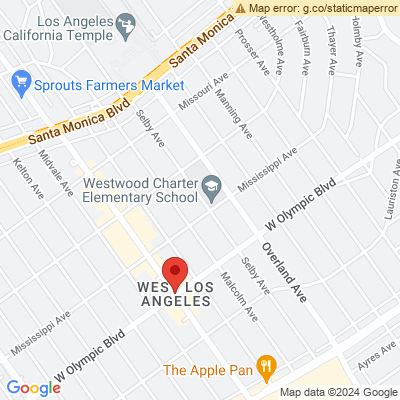 Map error: g.co/staticmaperror
Los Angeles
California Temple
Santa Monica
Prosser Ave
Westholme Ave
Fairburn Ave
Thayer Ave
Holmby Ave
Sprouts Farmers Market
Missouri Ave
Manning Ave
Santa Monica Blvd
Selby Ave
Kelton Ave
Midvale Ave
Mississippi Ave
Westwood Charter
Elementary School
Lauriston Ave
W Olympic Blvd
Overland Ave
Selby Ave
Malcolm Ave
WEST LOS
ANGELES
Mississippi Ave
W Olympic Blvd
The Apple Pan
Ayres Ave
Google
Map data ©2024 Google